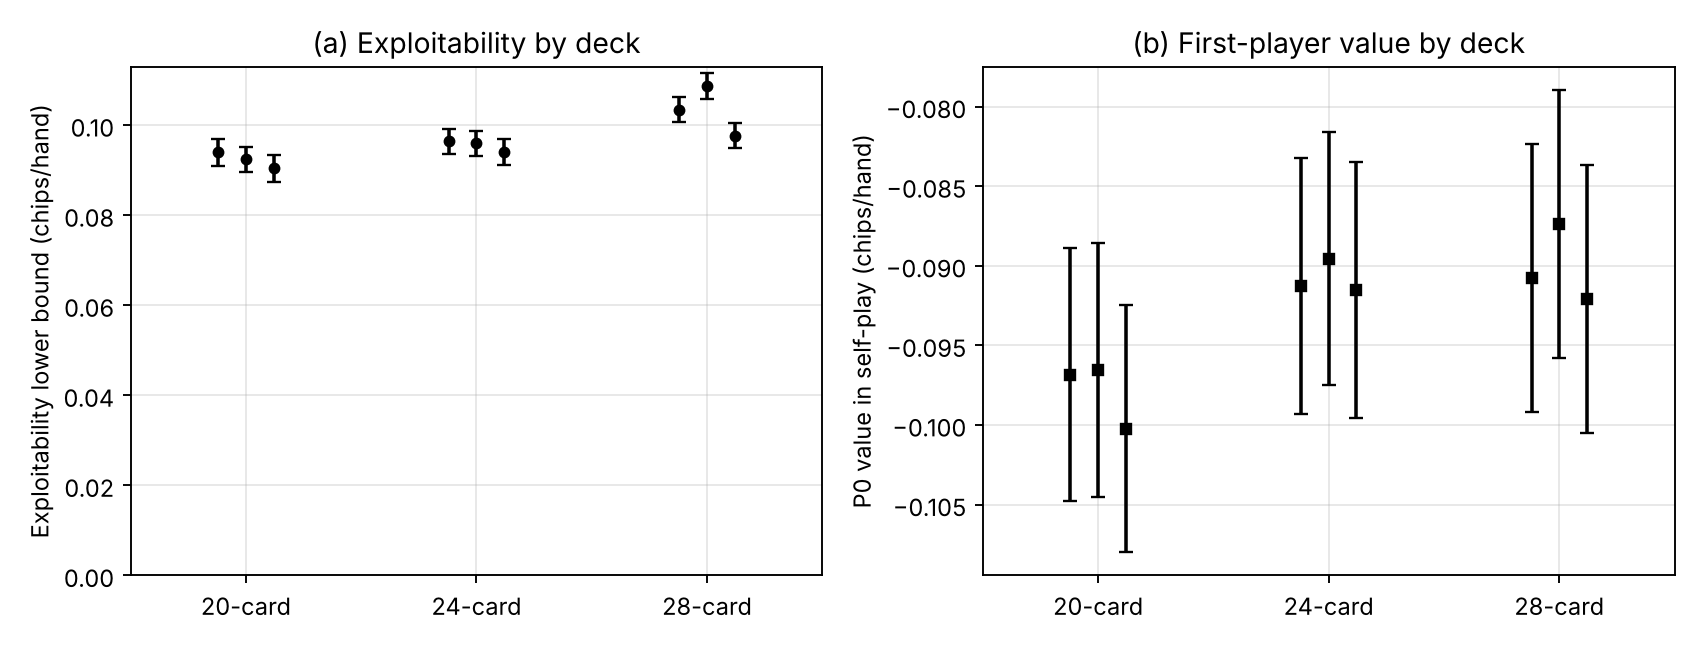 (a) Exploitability by deck
Exploitability lower bound (chips/hand)
0.10
0.08
0.06
0.04
0.02
0.00
20-card
24-card
28-card
(b) First-player value by deck
P0 value in self-play (chips/hand)
−0.080
−0.085
−0.090
−0.095
−0.100
−0.105
20-card
24-card
28-card